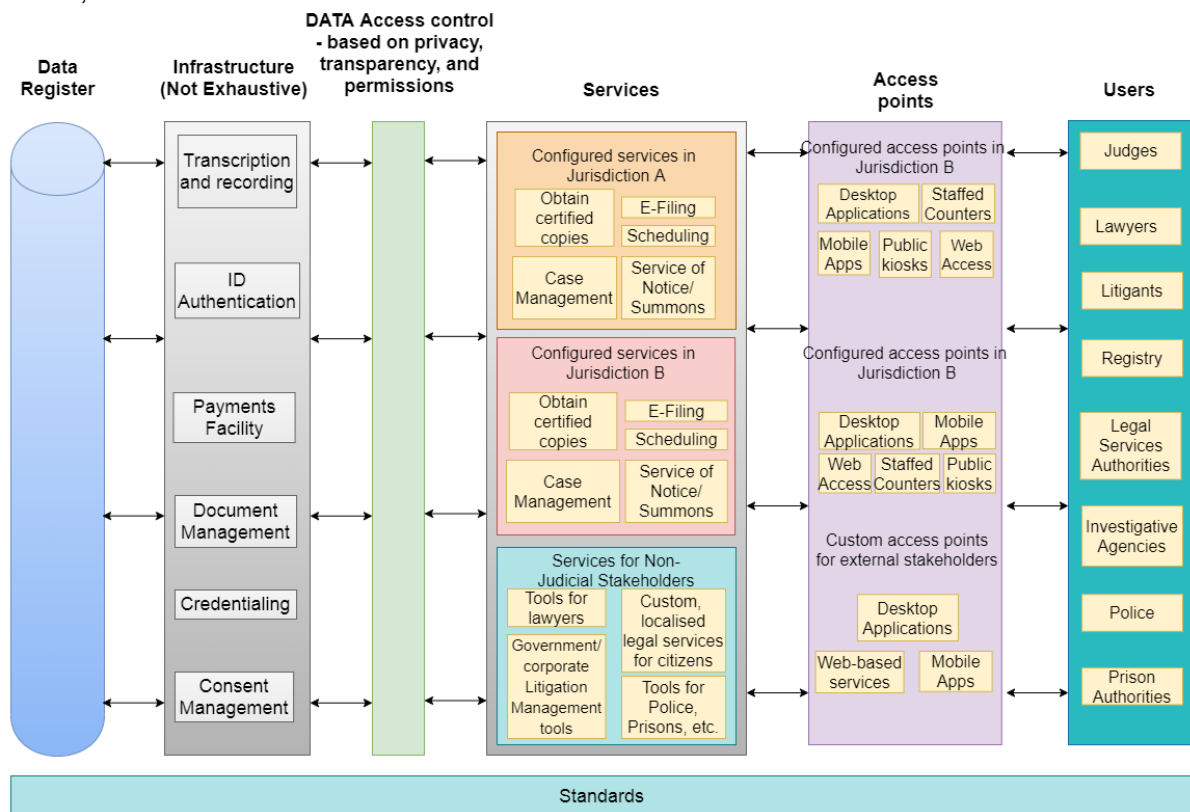 Data
Register
Infrastructure
(Not Exhaustive)
DATA Access control
- based on privacy,
transparency, and
permissions
Services
Access
points
Users
Transcription
and recording
ID
Authentication
Payments
Facility
Document
Management
Credentialing
Consent
Management
Configured services in
Jurisdiction A
Obtain
certified
copies
E-Filing
Scheduling
Case
Management
Service of
Notice/
Summons
Configured services in
Jurisdiction B
Obtain
certified
copies
E-Filing
Scheduling
Case
Management
Service of
Notice/
Summons
Services for Non-
Judicial Stakeholders
Tools for
lawyers
Custom,
localised
legal services
for citizens
Government/
corporate
Litigation
Management
tools
Tools for
Police,
Prisons, etc.
Configured access points in
Jurisdiction B
Desktop
Applications
Staffed
Counters
Mobile
Apps
Public
kiosks
Web
Access
Configured access points in
Jurisdiction B
Desktop
Applications
Mobile
Apps
Web
Access
Staffed
Counters
Public
kiosks
Custom access points
for external stakeholders
Desktop
Applications
Web-based
services
Mobile
Apps
Judges
Lawyers
Litigants
Registry
Legal
Services
Authorities
Investigative
Agencies
Police
Prison
Authorities
Standards